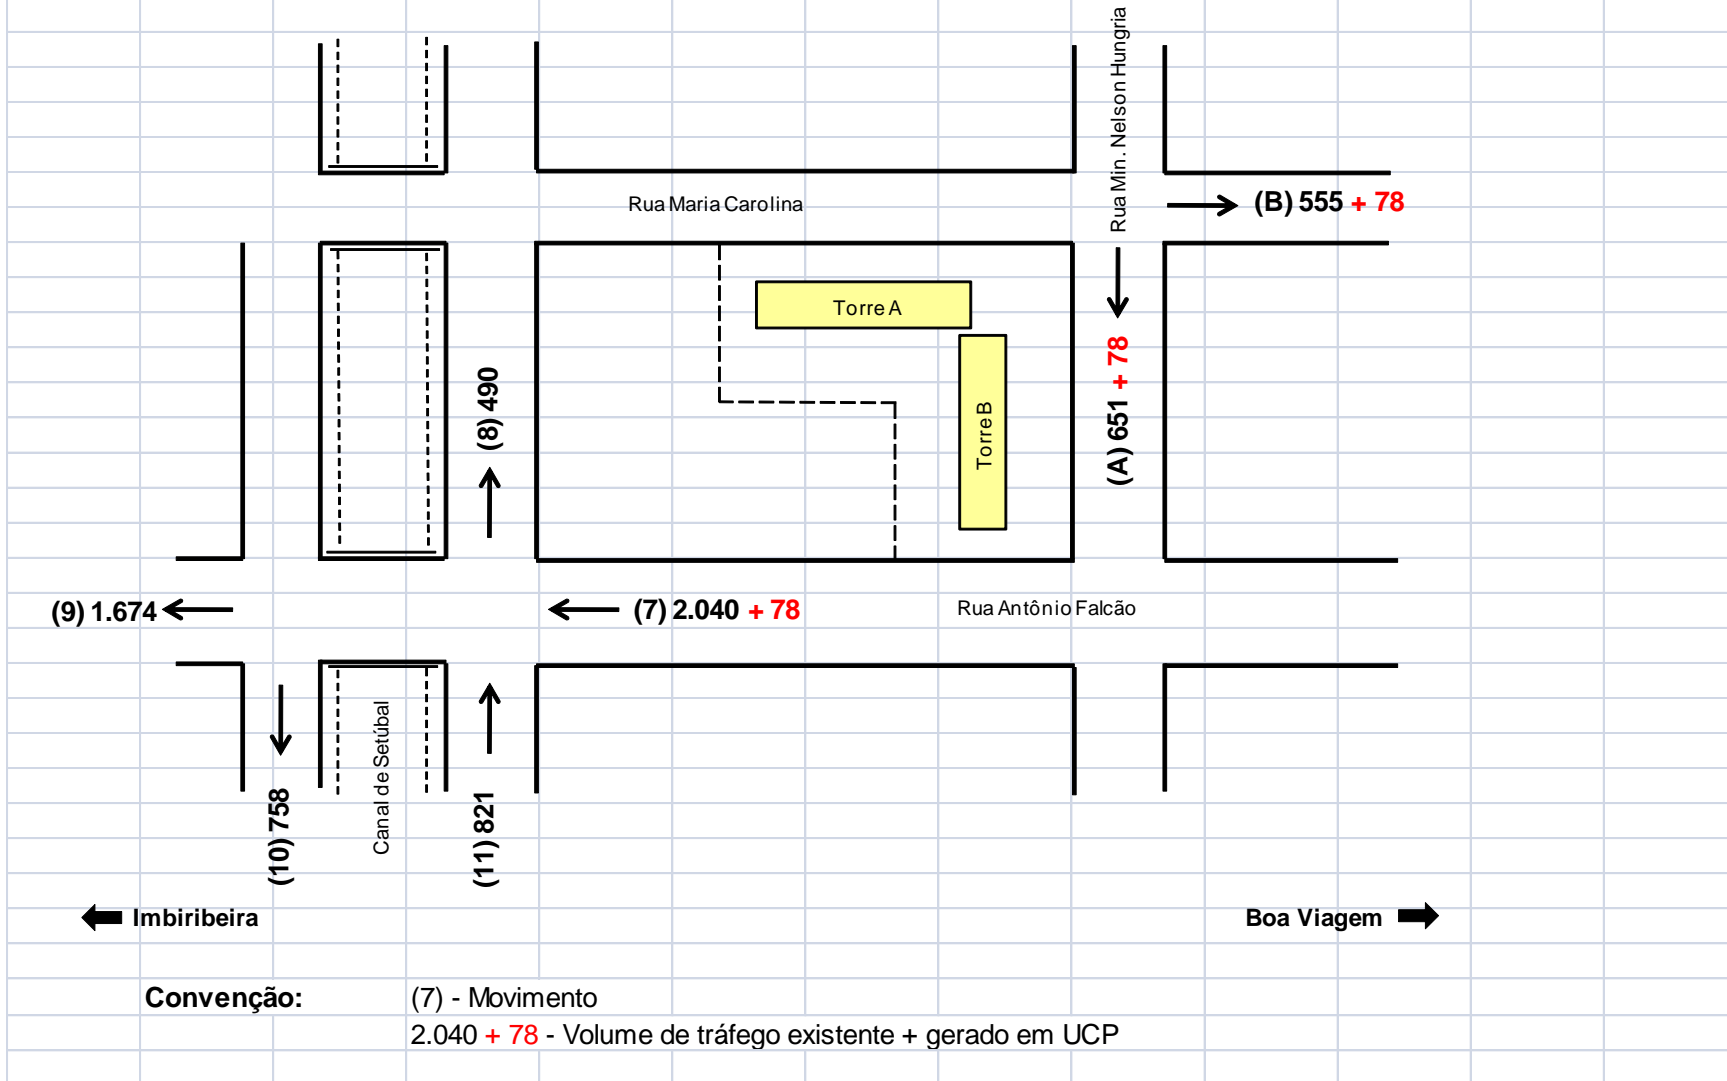 Rua Min. Nelson Hungria
Rua Maria Carolina
(B) 555 + 78
Torre A
(A) 651 + 78
(8) 490
Torre B
(9) 1.674
(7) 2.040 + 78
Rua Antônio Falcão
Canal de Setúbal
(10) 758
(11) 821
Imbiribeira
Boa Viagem
Convenção:
(7) - Movimento
2.040 + 78 - Volume de tráfego existente + gerado em UCP